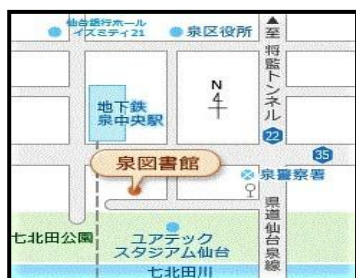 仙台銀行ホール
イズミティ21
泉区役所
▲至将監トンネル
N
4
地下鉄
泉中央駅
22
35
泉図書館
泉警察署
七北田公園
ユアテック
スタジアム仙台
県道仙台泉線
七北田川